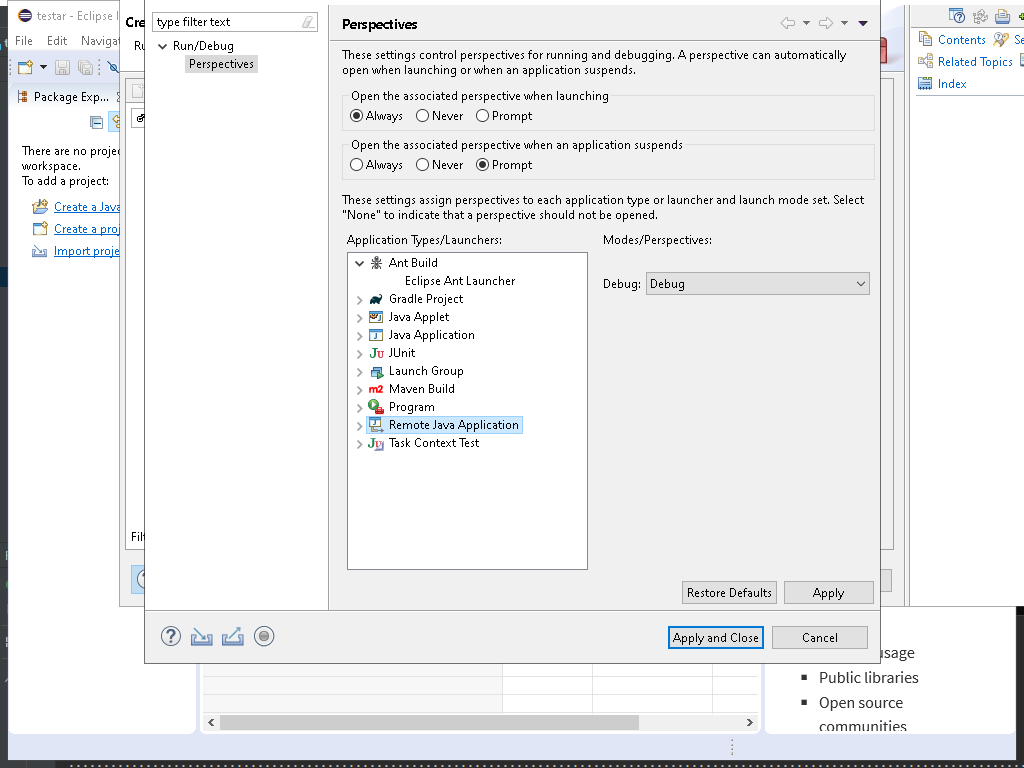 testar - Eclipse I
File Edit Navigat
Package Exp...
There are no projec
workspace.
To add a project:
Create a Java
Create a proj
Import proje
Cre
Ru
Filt
type filter text
Run/Debug
Perspectives
Perspectives
These settings control perspectives for running and debugging. A perspective can automatically
open when launching or when an application suspends.
Open the associated perspective when launching
Always Never Prompt
Open the associated perspective when an application suspends
Always Never Prompt
These settings assign perspectives to each application type or launcher and launch mode set. Select
"None" to indicate that a perspective should not be opened.
Application Types/Launchers:
Ant Build
Eclipse Ant Launcher
Gradle Project
Java Applet
Java Application
JUnit
Launch Group
Maven Build
Program
Remote Java Application
Task Context Test
Modes/Perspectives:
Debug: Debug
Restore Defaults Apply
Apply and Close Cancel
Contents Se
Related Topics
Index
usage
Public libraries
Open source
communities